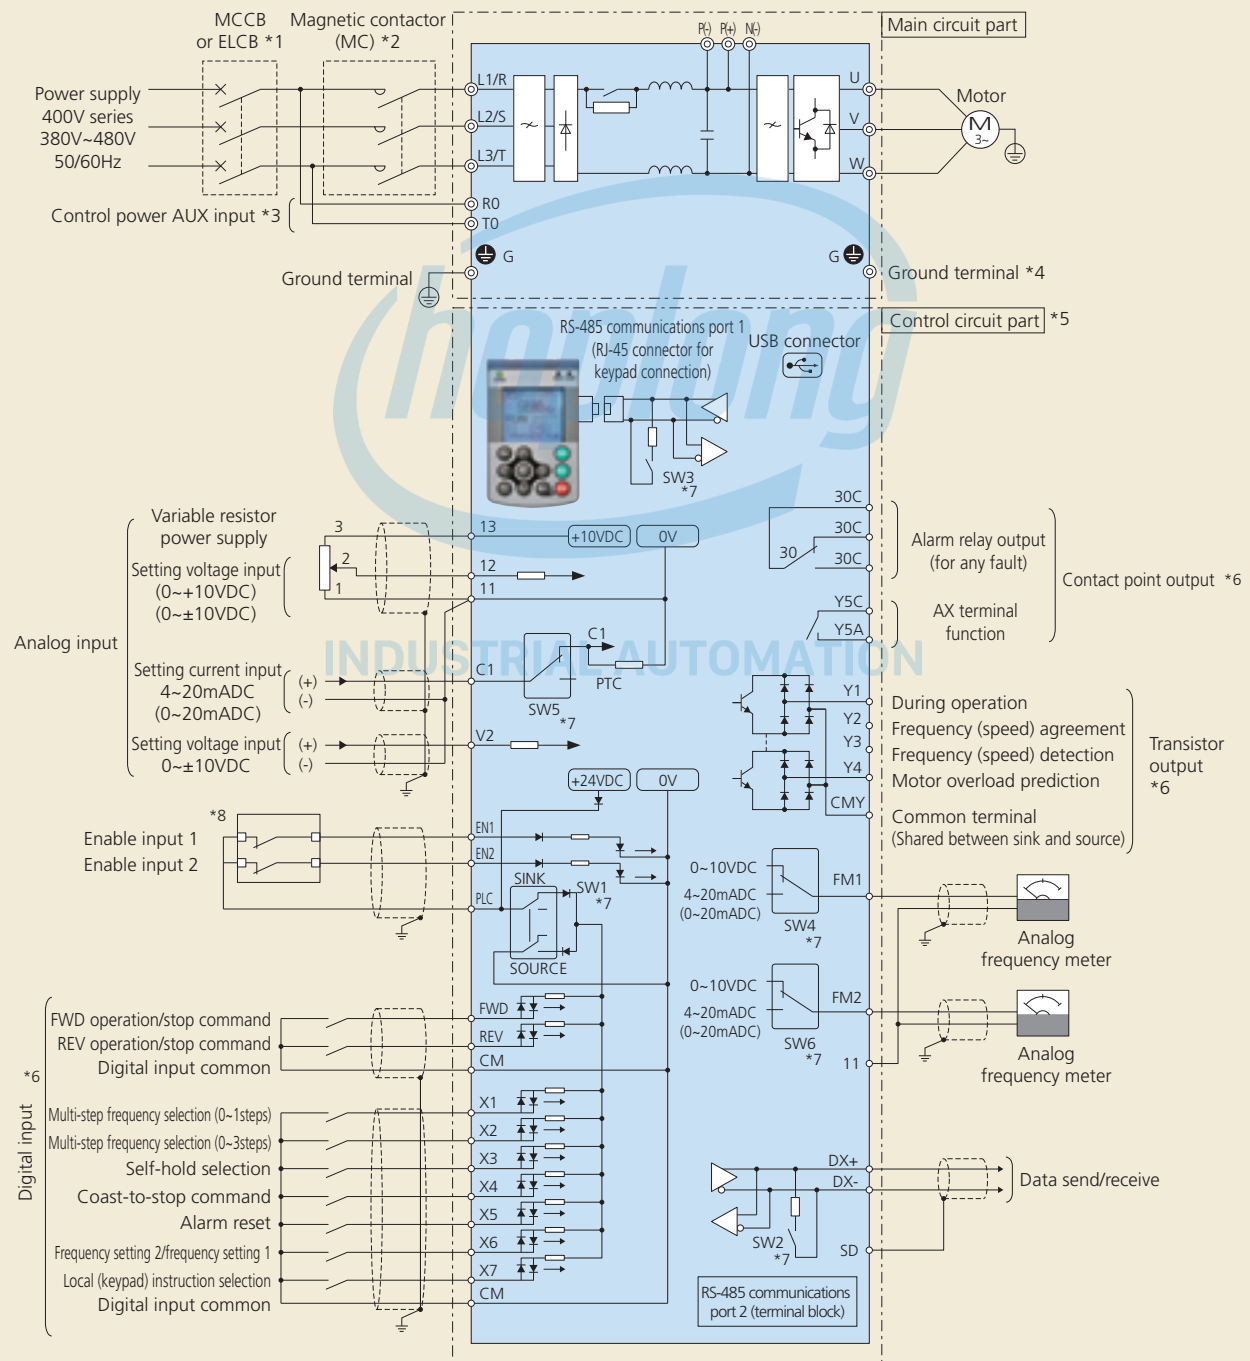 MCCB
or ELCB *1
Magnetic contactor
(MC) *2
P(-) P(+) N(-)
Main circuit part
Power supply
400V series
380V~480V
50/60Hz
L1/R
L2/S
L3/T
U
V
W
Motor
M
3~
Control power AUX input *3
R0
T0
G
G
Ground terminal
Ground terminal *4
Control circuit part *5
RS-485 communications port 1
(RJ-45 connector for
keypad connection)
USB connector
hoplong
INDUSTRIAL AUTOMATION
SW3
*7
30C
30C
30
30C
Alarm relay output
(for any fault)
Contact point output *6
Y5C
Y5A
AX terminal
function
Analog input
Variable resistor
power supply
Setting voltage input
(0~+10VDC)
(0~±10VDC)
3
2
1
13
12
11
+10VDC
0V
Setting current input
4~20mADC
(0~20mADC)
(+)
(-)
C1
C1
PTC
SW5
*7
Setting voltage input
0~±10VDC
(+)
(-)
V2
+24VDC
0V
Y1
Y2
Y3
Y4
CMY
During operation
Frequency (speed) agreement
Frequency (speed) detection
Motor overload prediction
Common terminal
(Shared between sink and source)
Transistor
output
*6
*8
Enable input 1
Enable input 2
EN1
EN2
PLC
SINK
SW1
*7
SOURCE
0~10VDC
4~20mADC
(0~20mADC)
SW4
*7
FM1
Analog
frequency meter
0~10VDC
4~20mADC
(0~20mADC)
SW6
*7
FM2
11
Analog
frequency meter
*6
Digital input
FWD operation/stop command
REV operation/stop command
Digital input common
FWD
REV
CM
Multi-step frequency selection (0~1steps)
Multi-step frequency selection (0~3steps)
Self-hold selection
Coast-to-stop command
Alarm reset
Frequency setting 2/frequency setting 1
Local (keypad) instruction selection
Digital input common
X1
X2
X3
X4
X5
X6
X7
CM
DX+
DX-
SD
SW2
*7
Data send/receive
RS-485 communications
port 2 (terminal block)